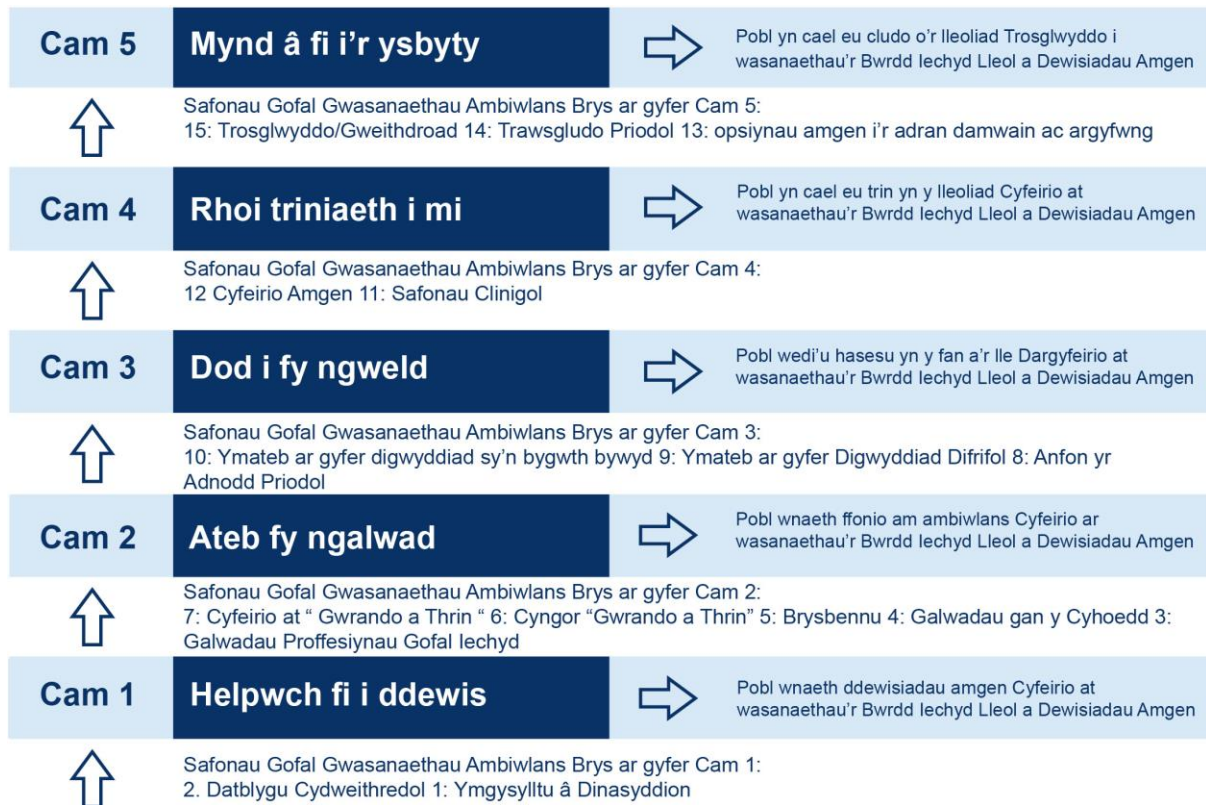 Cam 5
Mynd â fi i’r ysbyty
Pobl yn cael eu cludo o’r lleoliad Trosglwyddo i
wasanaethau’r Bwrdd Iechyd Lleol a Dewisiadau Amgen
Safonau Gofal Gwasanaethau Ambiwlans Brys ar gyfer Cam 5:
15: Trosglwyddo/Gweithdroad 14: Trawsgludo Priodol 13: opsiynau amgen i’r adran damwain ac argyfwng
Cam 4
Rhoi triniaeth i mi
Pobl yn cael eu trin yn y lleoliad Cyfeirio at
wasanaethau’r Bwrdd Iechyd Lleol a Dewisiadau Amgen
Safonau Gofal Gwasanaethau Ambiwlans Brys ar gyfer Cam 4:
12 Cyfeirio Amgen 11: Safonau Clinigol
Cam 3
Dod i fy ngweld
Pobl wedi’u hasesu yn y fan a’r lle Dargyfeirio at
wasanaethau’r Bwrdd Iechyd Lleol a Dewisiadau Amgen
Safonau Gofal Gwasanaethau Ambiwlans Brys ar gyfer Cam 3:
10: Ymateb ar gyfer digwyddiad sy’n bygwth bywyd 9: Ymateb ar gyfer Digwyddiad Difrifol 8: Anfon yr
Adnodd Priodol
Cam 2
Ateb fy ngalwad
Pobl wnaeth ffonio am ambiwlans Cyfeirio ar
wasanaethau’r Bwrdd Iechyd Lleol a Dewisiadau Amgen
Safonau Gofal Gwasanaethau Ambiwlans Brys ar gyfer Cam 2:
7: Cyfeirio at “ Gwrando a Thrin “ 6: Cyngor “Gwrando a Thrin” 5: Brysbennu 4: Galwadau gan y Cyhoedd 3:
Galwadau Proffesiynau Gofal Iechyd
Cam 1
Helpwch fi i ddewis
Pobl wnaeth ddewisiadau amgen Cyfeirio at
wasanaethau’r Bwrdd Iechyd Lleol a Dewisiadau Amgen
Safonau Gofal Gwasanaethau Ambiwlans Brys ar gyfer Cam 1:
2. Datblygu Cydweithredol 1: Ymgysylltu â Dinasyddion